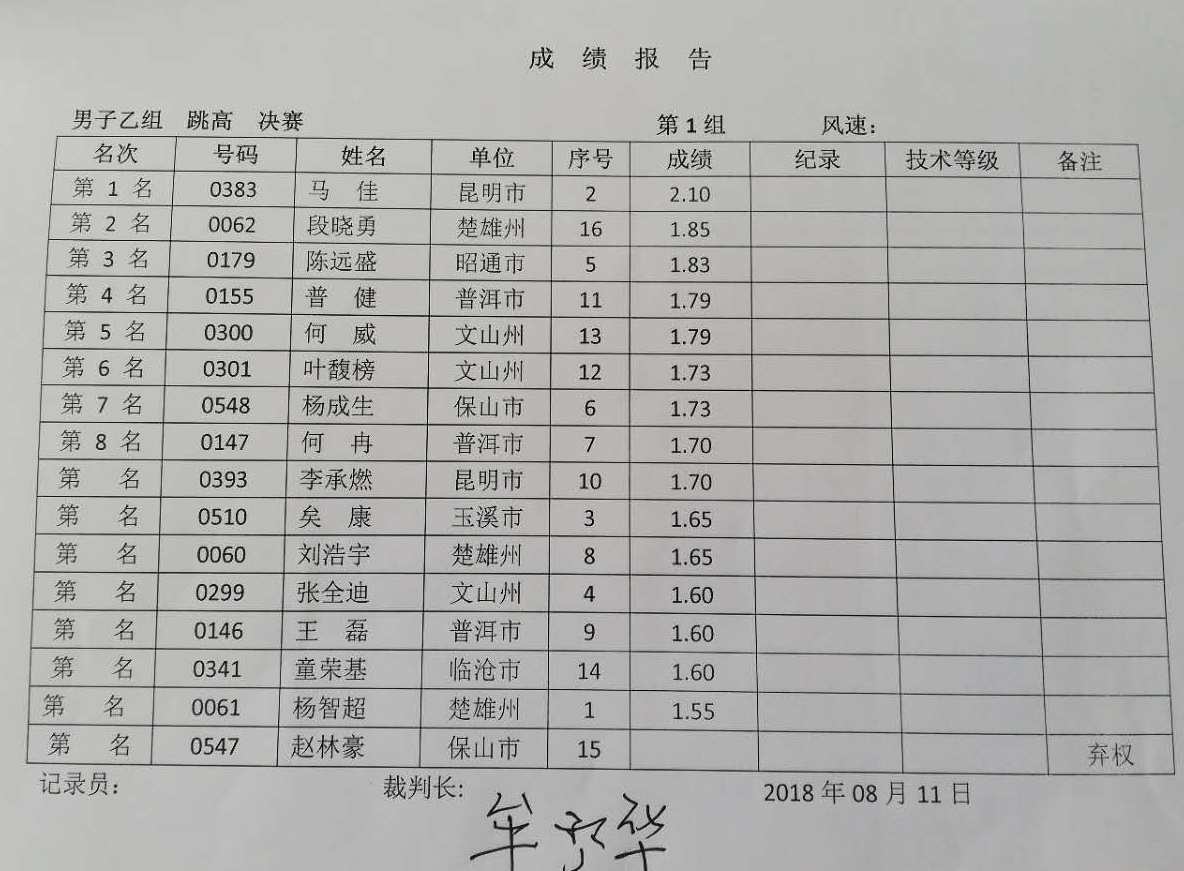 成 绩 报 告
男子乙组 跳高 决赛 第 1 组 风速：
名次 号码 姓名 单位 序号 成绩 纪录 技术等级 备注
第 1 名 0383 马 佳 昆明市 2 2.10
第 2 名 0062 段晓勇 楚雄州 16 1.85
第 3 名 0179 陈远盛 昭通市 5 1.83
第 4 名 0155 普 健 普洱市 11 1.79
第 5 名 0300 何 威 文山州 13 1.79
第 6 名 0301 叶馥榜 文山州 12 1.73
第 7 名 0548 杨成生 保山市 6 1.73
第 8 名 0147 何 冉 普洱市 7 1.70
第 名 0393 李承燃 昆明市 10 1.70
第 名 0510 矣 康 玉溪市 3 1.65
第 名 0060 刘浩宇 楚雄州 8 1.65
第 名 0299 张全迪 文山州 4 1.60
第 名 0146 王 磊 普洱市 9 1.60
第 名 0341 童荣基 临沧市 14 1.60
第 名 0061 杨智超 楚雄州 1 1.55
第 名 0547 赵林豪 保山市 15 弃权
记录员： 裁判长： 2018 年 08 月 11 日